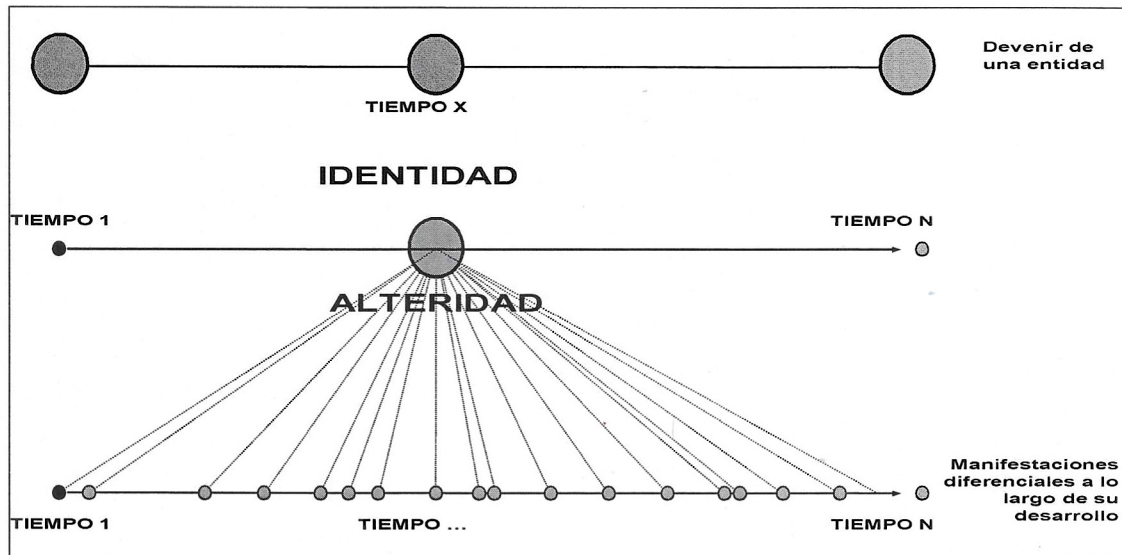 Devenir de
una entidad
TIEMPO X
IDENTIDAD
TIEMPO 1
TIEMPO N
ALTERIDAD
Manifestaciones
diferenciales a lo
largo de su
desarrollo
TIEMPO 1
TIEMPO ...
TIEMPO N